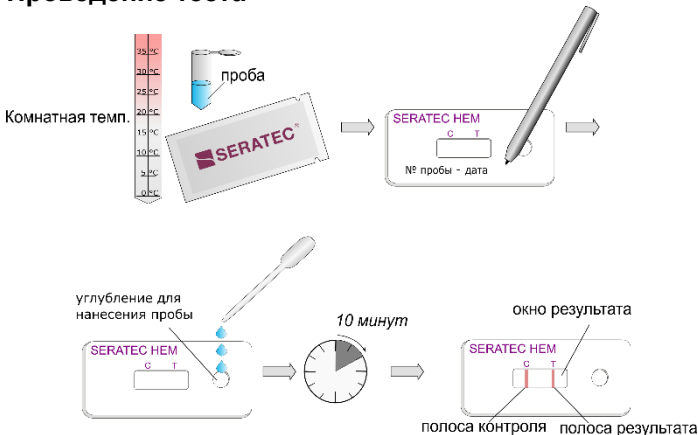 35 °C
30 °C
25 °C
20 °C
15 °C
10 °C
5 °C
0 °C
проба
Комнатная темп.
SERATEC®
SERATEC HEM
C T
№ пробы - дата
углубление для
нанесения пробы
SERATEC HEM
C T
10 минут
окно результата
SERATEC HEM
C T
полоса контроля
полоса результата